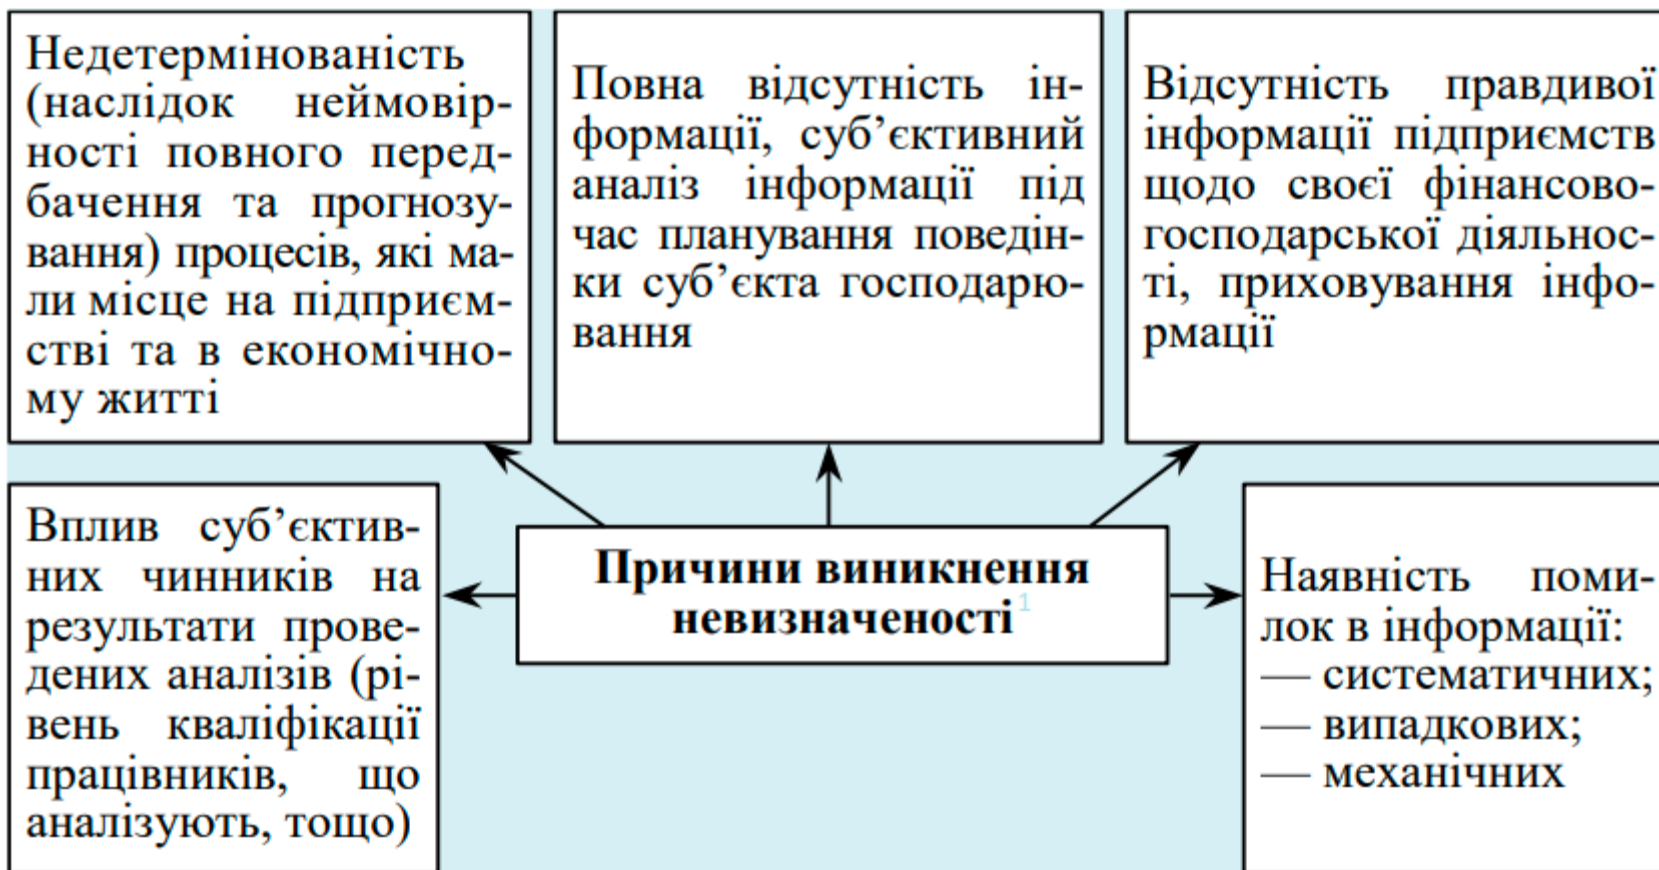 Недетермінованість
(наслідок неймовір-
ності повного перед-
бачення та прогнозу-
вання) процесів, які ма-
ли місце на підприєм-
стві та в економічно-
му житті
Повна відсутність ін-
формації, суб’єктивний
аналіз інформації під
час планування поведін-
ки суб’єкта господарю-
вання
Відсутність правдивої
інформації підприємств
щодо своєї фінансово-
господарської діяльнос-
ті, приховування інфо-
рмації
Вплив суб’єктив-
них чинників на
результати прове-
дених аналізів (рі-
вень кваліфікації
працівників, що
аналізують, тощо)
Причини виникнення
невизначеності 1
Наявність поми-
лок в інформації:
— систематичних;
— випадкових;
— механічних